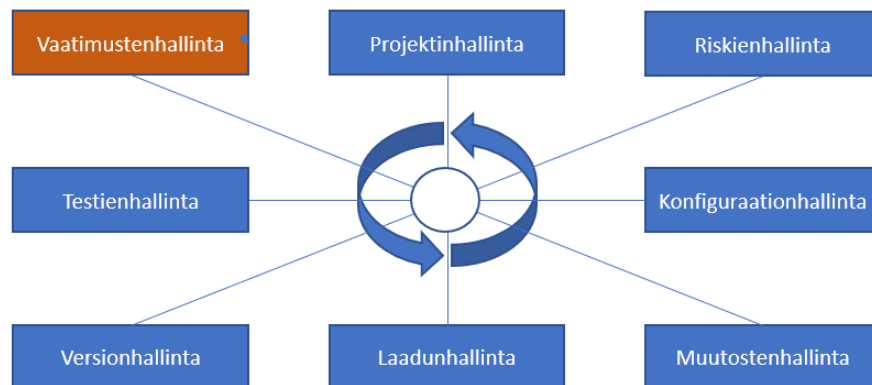 Vaatimustenhallinta
Projektinhallinta
Riskienhallinta
Testienhallinta
Konfiguraationhallinta
Versionhallinta
Laadunhallinta
Muutostenhallinta